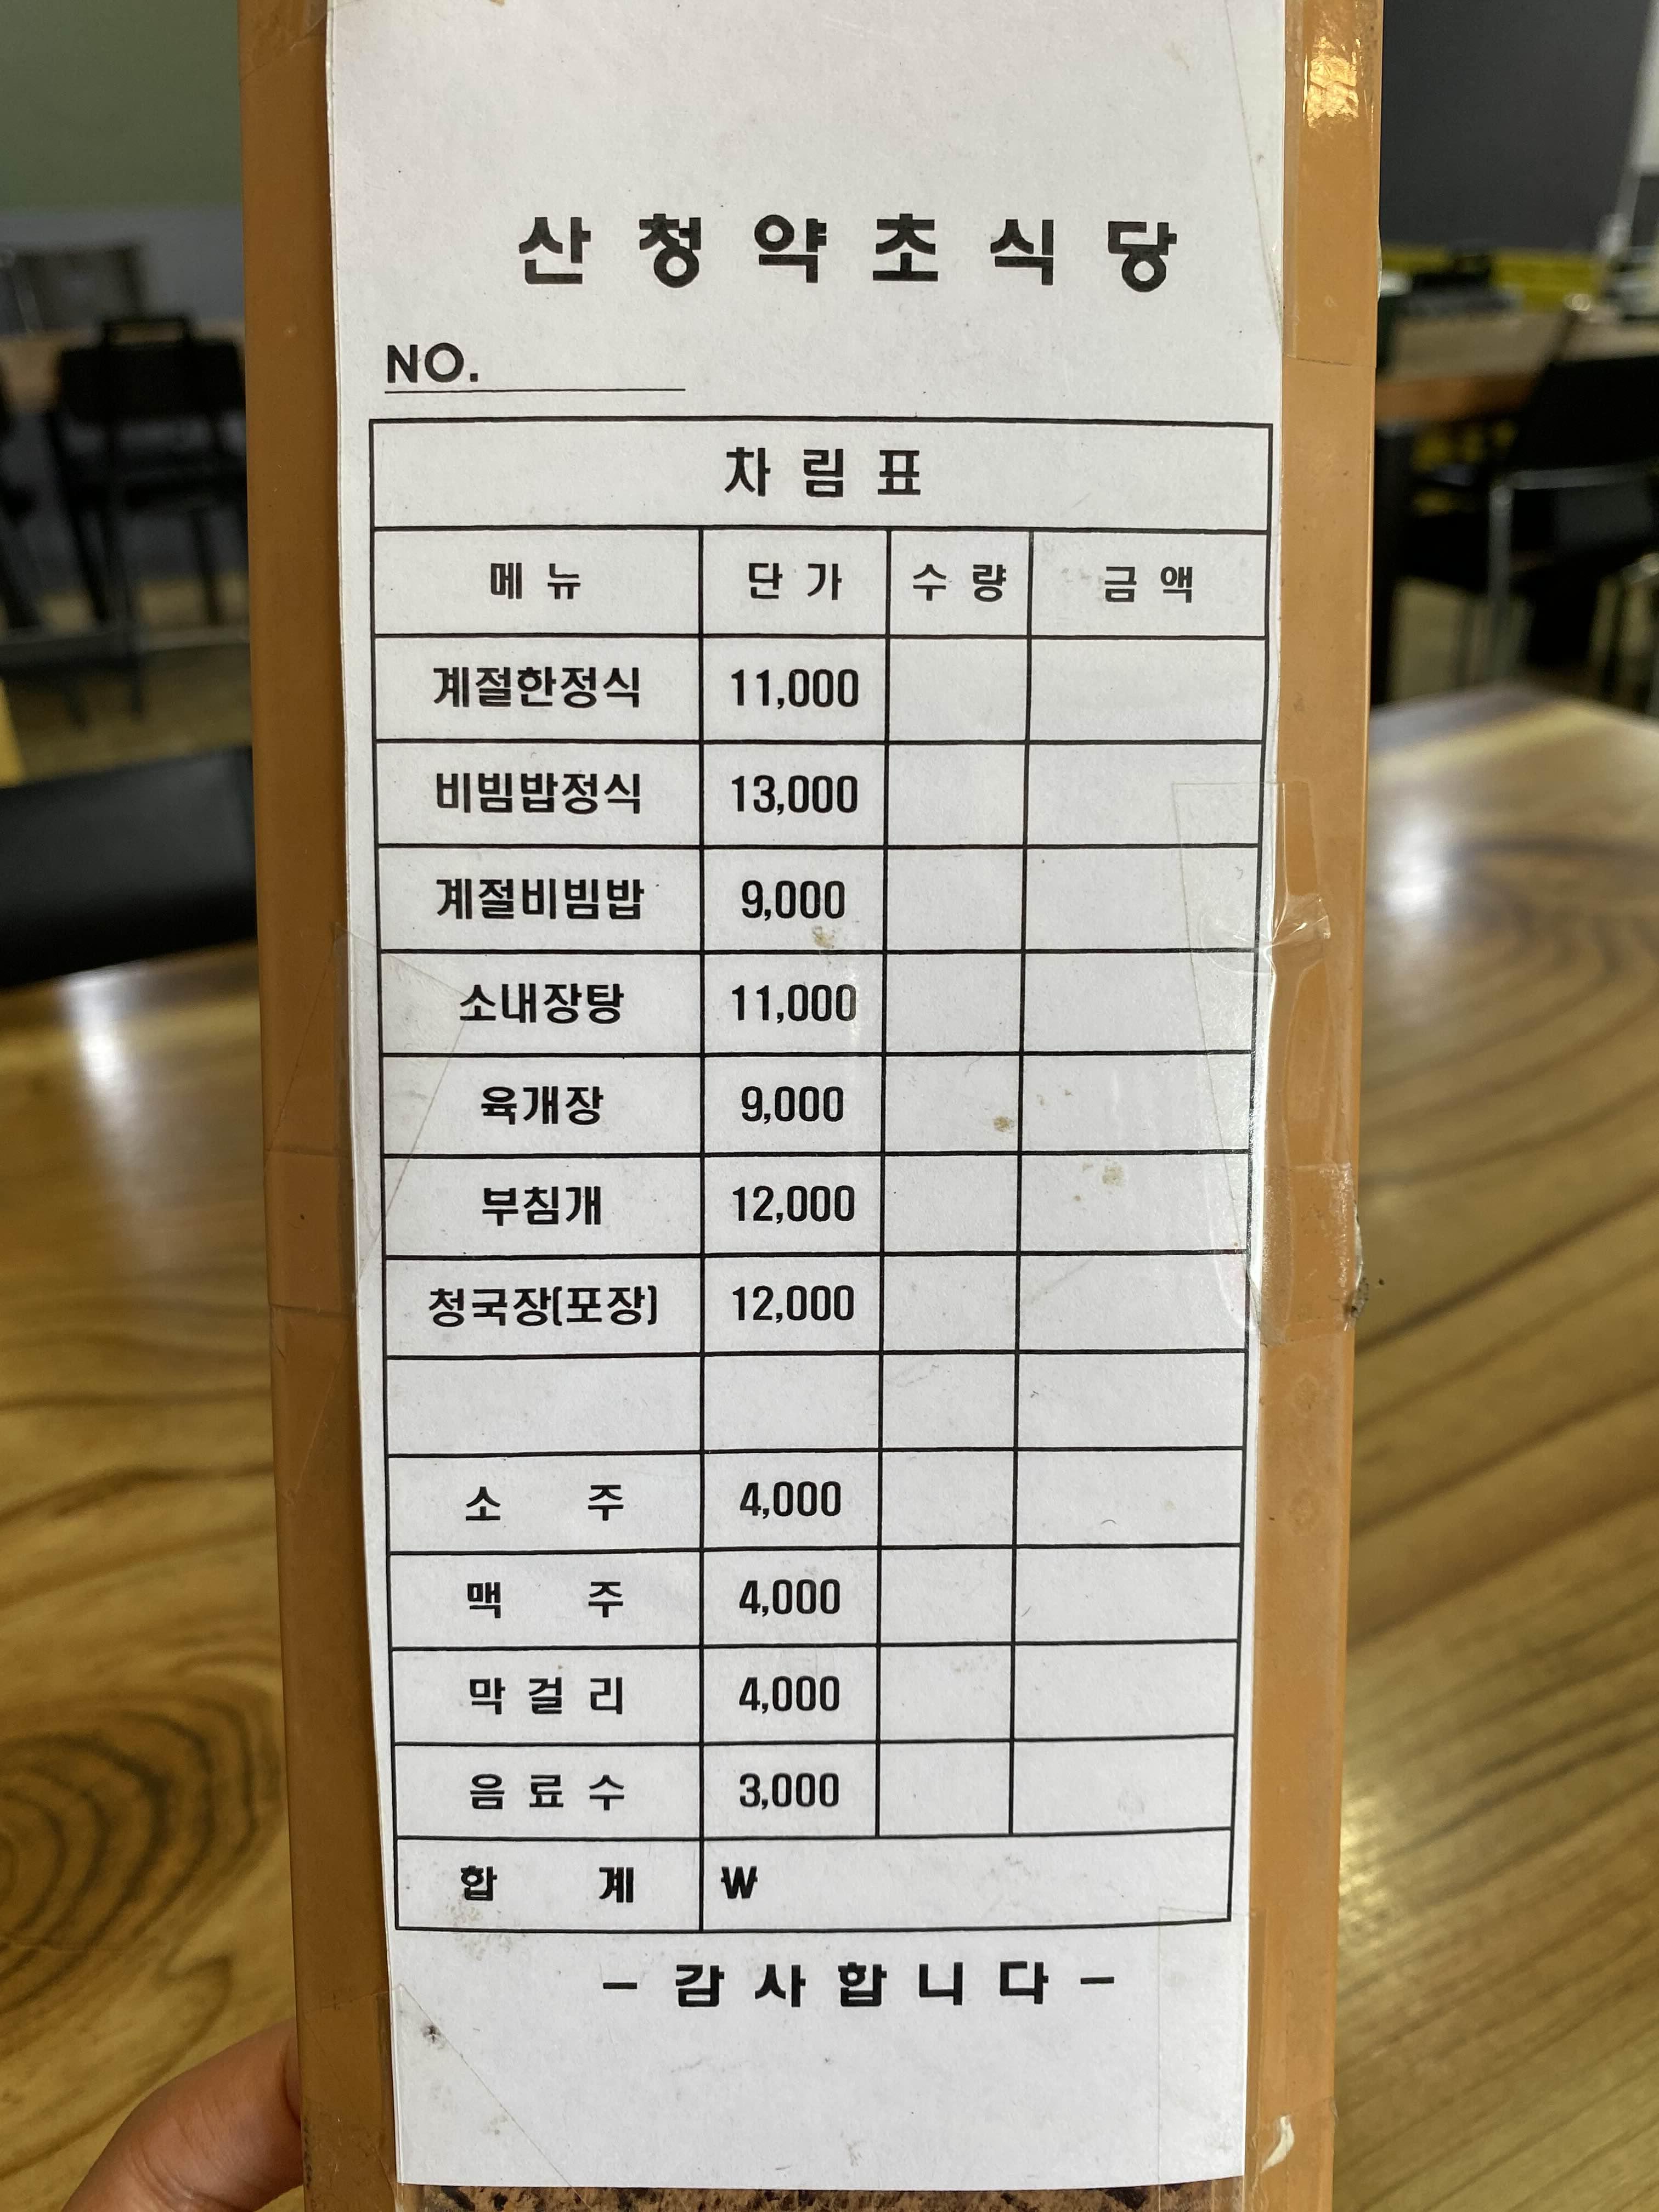 산청약초식당
NO.
차림표
메뉴 단가 수량 금액
계절한정식 11,000
비빔밥정식 13,000
계절비빔밥 9,000
소내장탕 11,000
육개장 9,000
부침개 12,000
청국장(포장) 12,000
소주 4,000
맥주 4,000
막걸리 4,000
음료수 3,000
합계 ₩
- 감사합니다 -